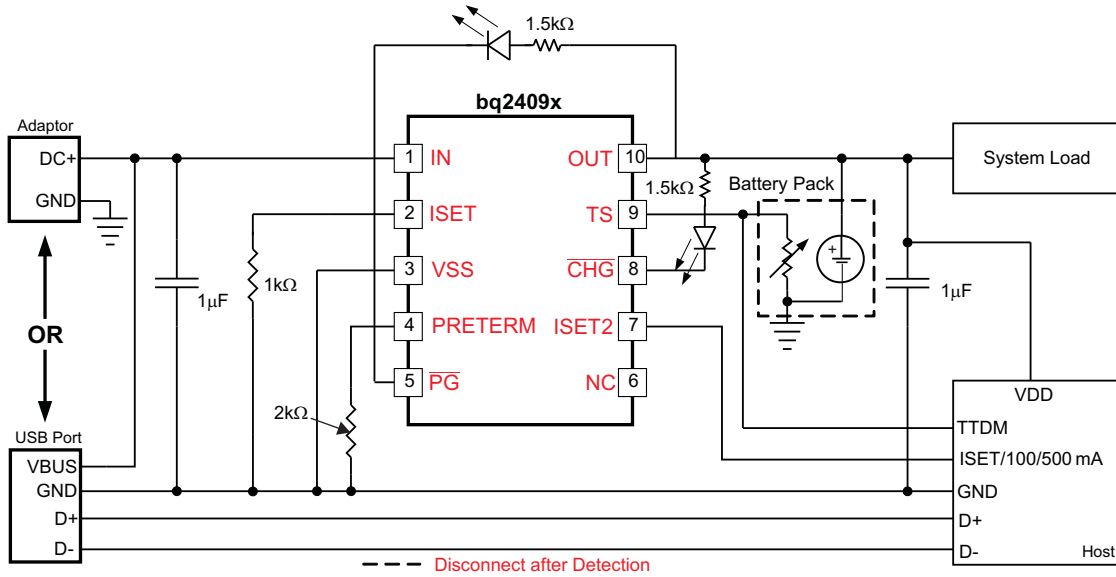 1.5kΩ
bq2409x
Adaptor
DC+
GND
OR
USB Port
VBUS
GND
D+
D-
1μF
1kΩ
2kΩ
1 IN
2 ISET
3 VSS
4 PRETERM
5 PG
OUT 10
TS 9
CHG 8
ISET2 7
NC 6
1.5kΩ
Battery Pack
+
1μF
System Load
VDD
TTDM
ISET/100/500 mA
GND
D+
D-
Host
Disconnect after Detection